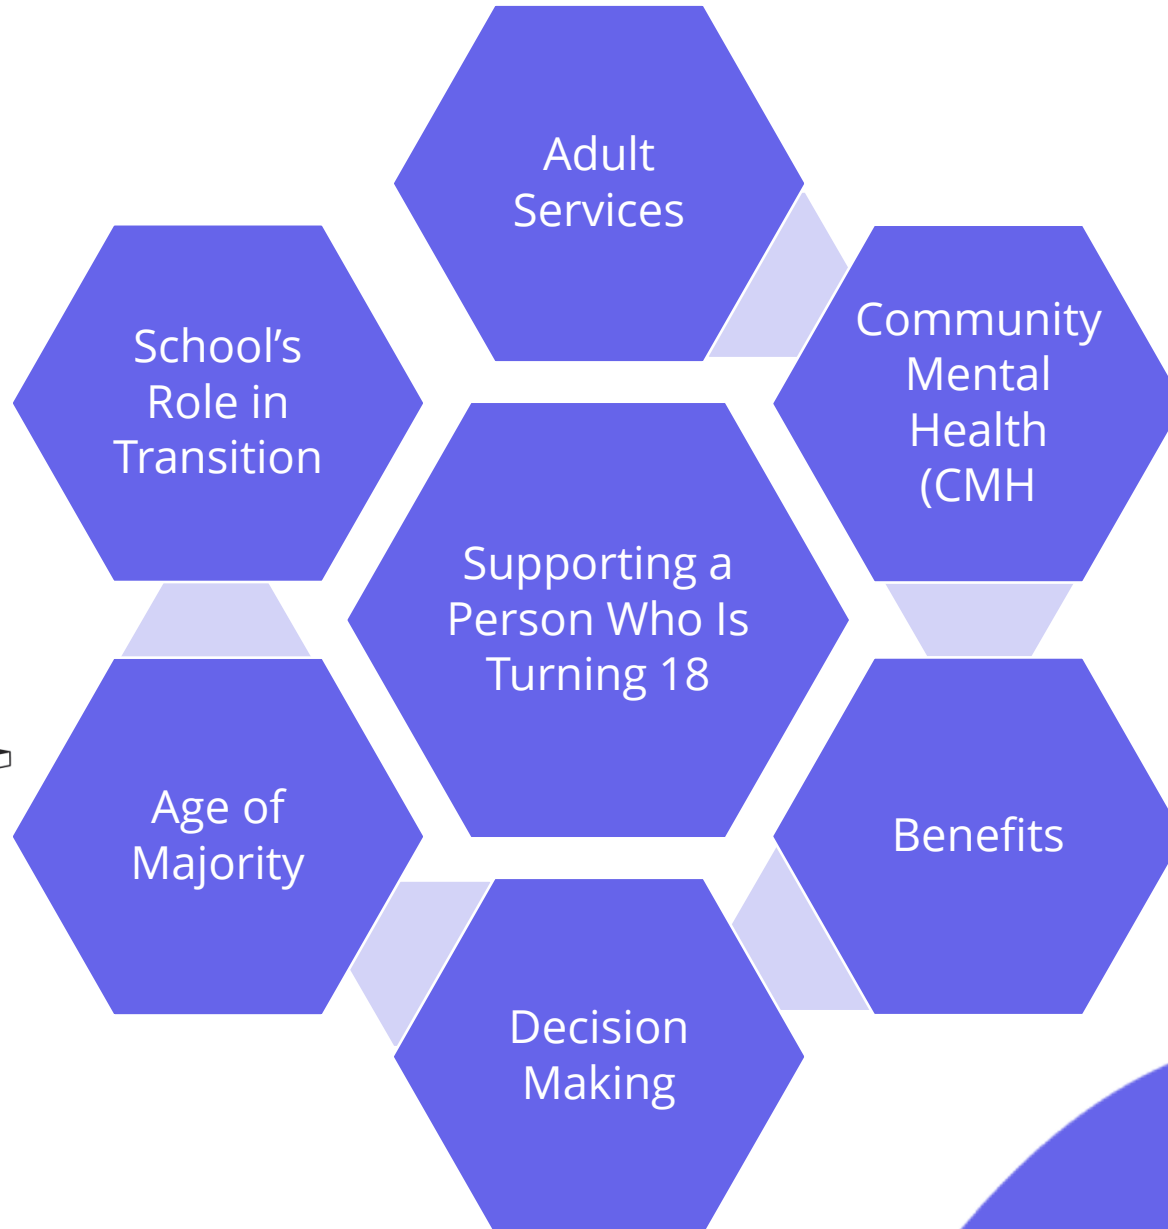 Adult
Services
Community
Mental
Health
(CMH
School’s
Role in
Transition
Supporting a
Person Who Is
Turning 18
Benefits
Age of
Majority
Decision
Making